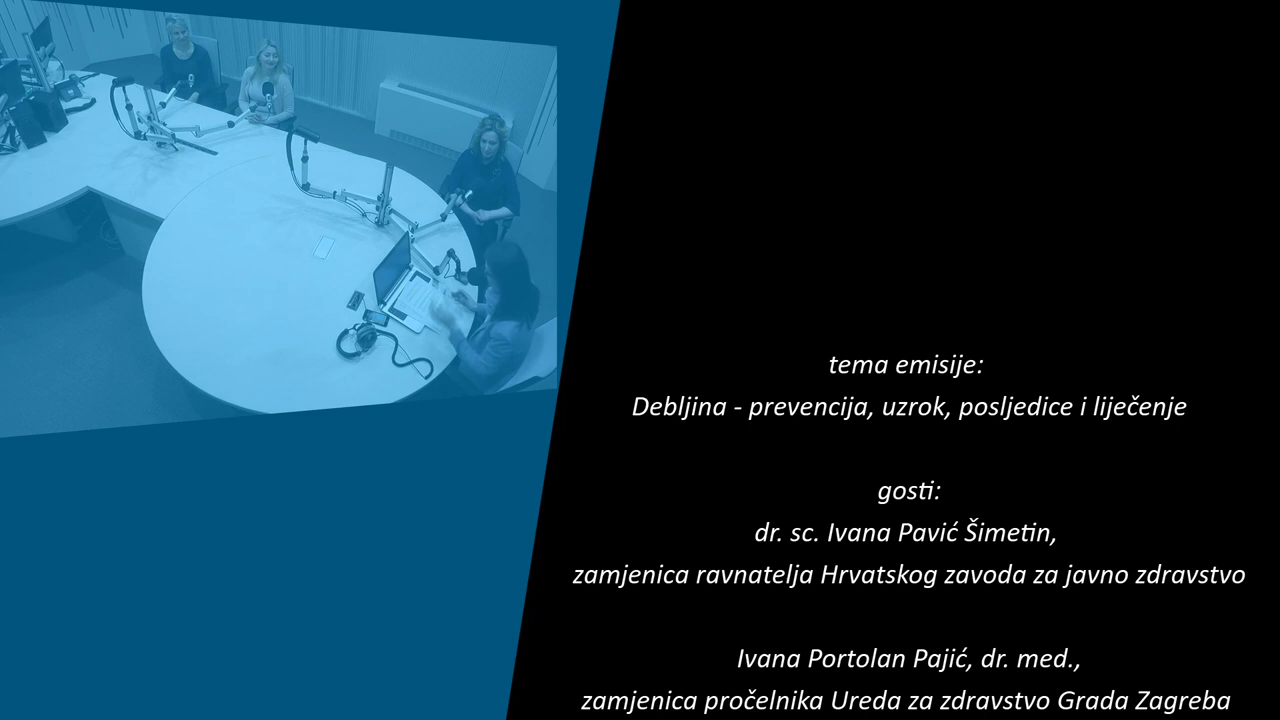 tema emisije:
Debljina - prevencija, uzrok, posljedice i liječenje
gosti:
dr. sc. Ivana Pavić Šimetin,
zamjenica ravnatelja Hrvatskog zavoda za javno zdravstvo
Ivana Portolan Pajić, dr. med.,
zamjenica pročelnika Ureda za zdravstvo Grada Zagreba